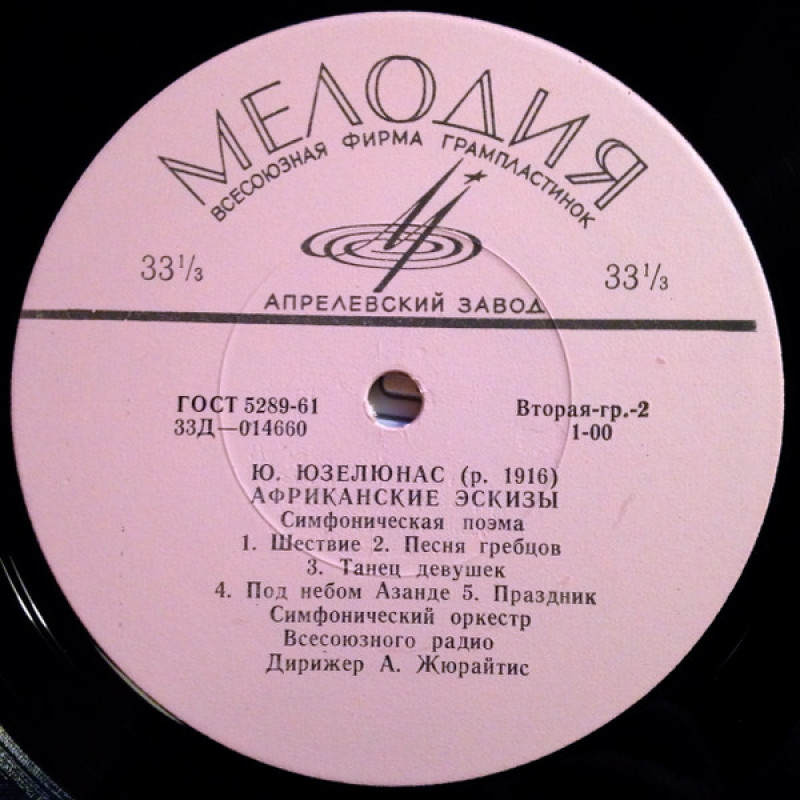 МЕЛОДИЯ
ВСЕСОЮЗНАЯ ФИРМА ГРАМПЛАСТИНОК
33⅓ 33⅓
АПРЕЛЕВСКИЙ ЗАВОД
ГОСТ 5289-61 Вторая-гр.-2
33Д—014660 1-00
Ю. ЮЗЕЛЮНАС (р. 1916)
АФРИКАНСКИЕ ЭСКИЗЫ
Симфоническая поэма
1. Шествие 2. Песня гребцов
3. Танец девушек
4. Под небом Азанде 5. Праздник
Симфонический оркестр
Всесоюзного радио
Дирижер А. Жюрайтис